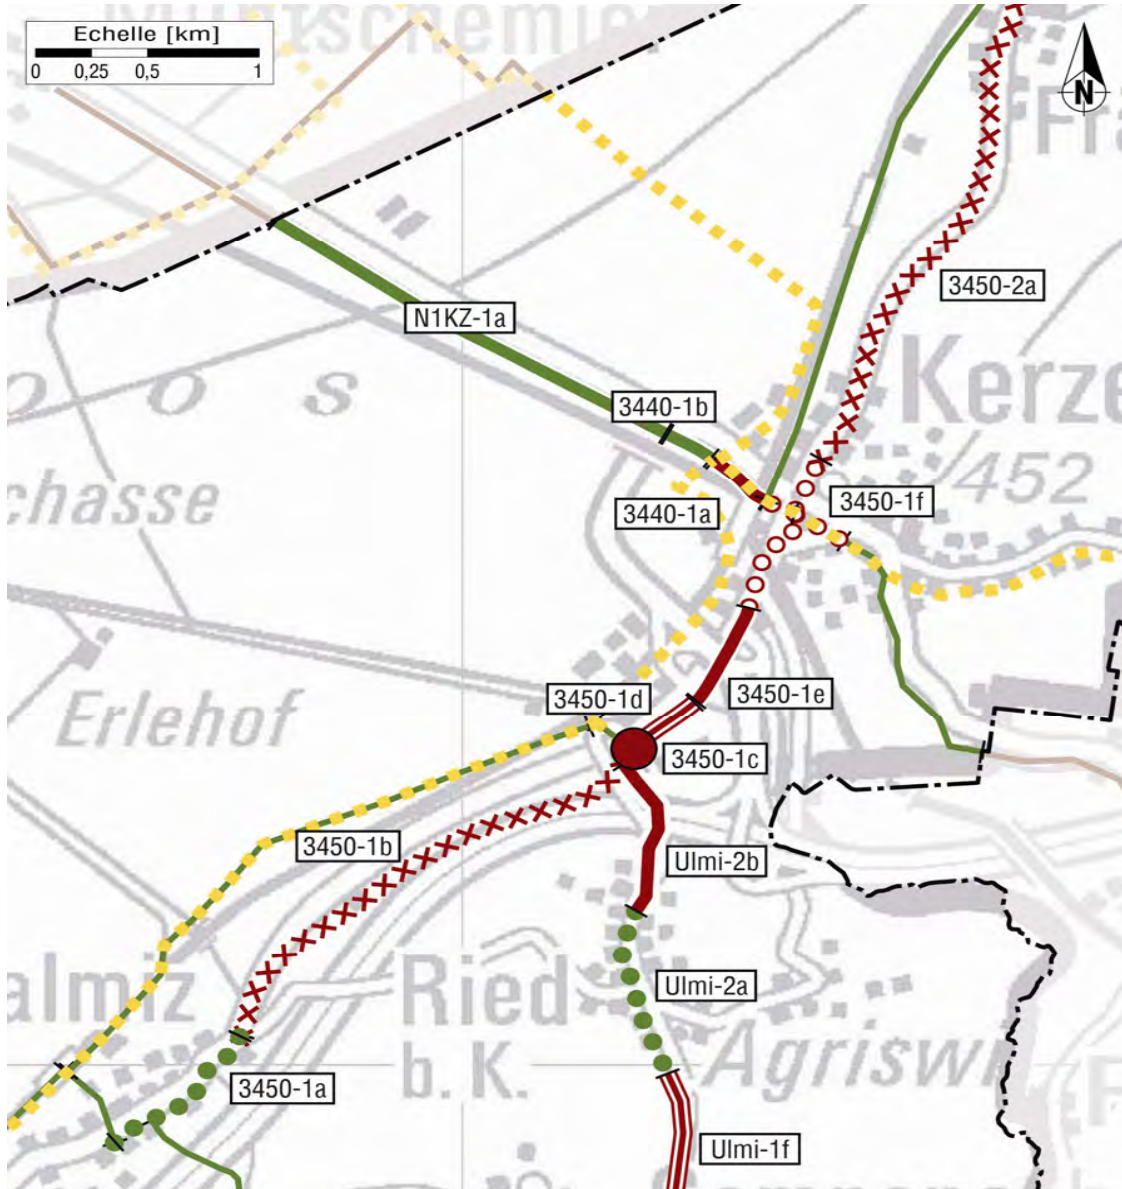 Echelle [km]
0 0,25 0,5 1
N
Fr
3450-2a
N1KZ-1a
Kerze
O O S
3440-1b
chasse
452
3450-1f
3440-1a
Erlehof
3450-1d
3450-1e
3450-1c
3450-1b
Ulmi-2b
almiz
Ried
b. K.
Ulmi-2a
Agriswi
3450-1a
Ulmi-1f